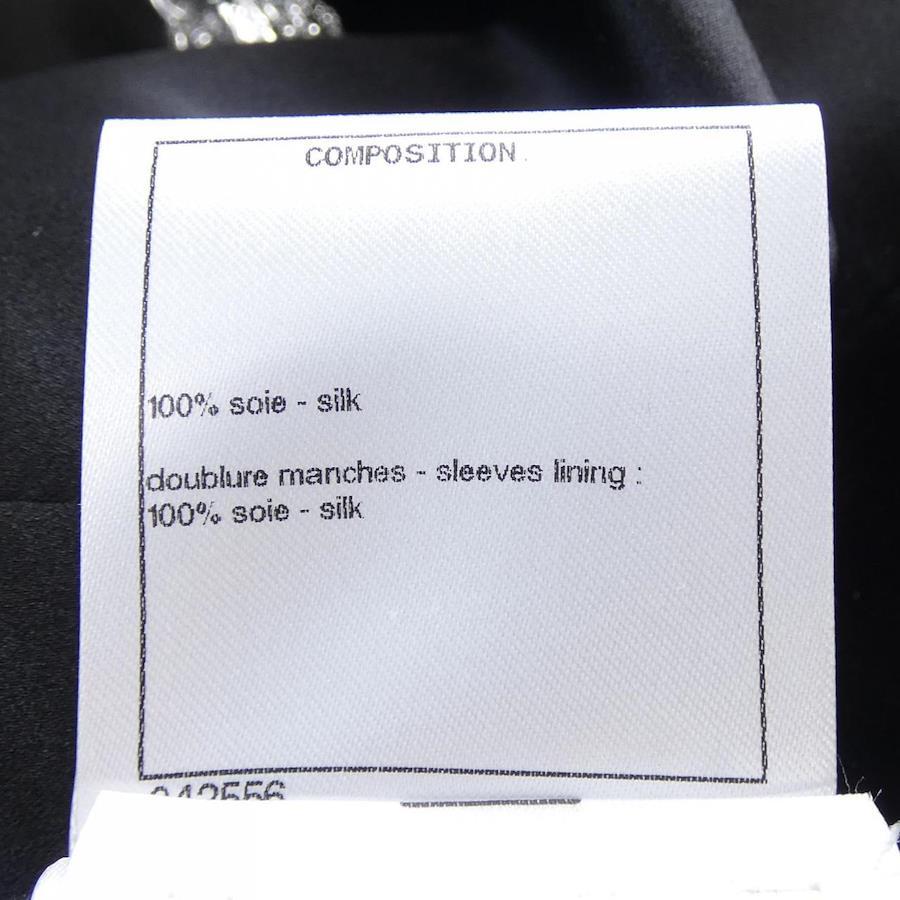 COMPOSITION
100% soie - silk
doublure manches - sleeves lining :
100% soie - silk